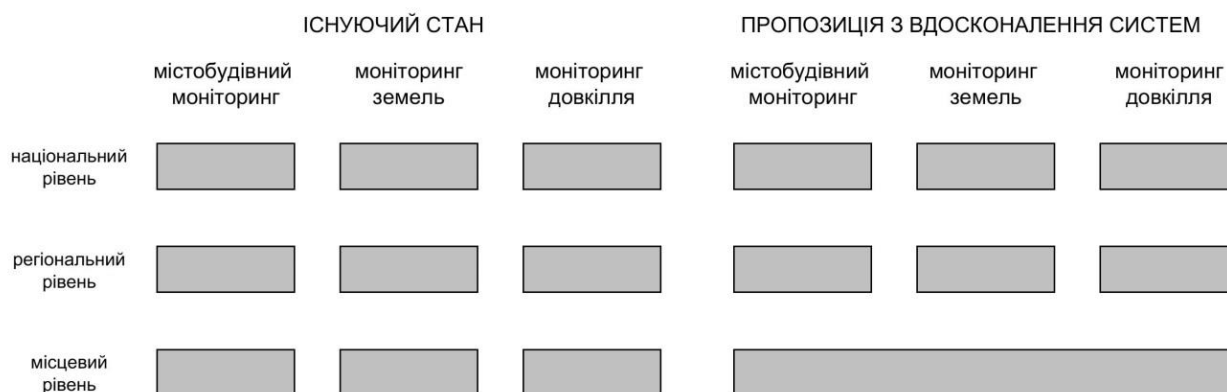 ІСНУЮЧИЙ СТАН
ПРОПОЗИЦІЯ З ВДОСКОНАЛЕННЯ СИСТЕМ
містобудівний
моніторинг
моніторинг
земель
моніторинг
довкілля
містобудівний
моніторинг
моніторинг
земель
моніторинг
довкілля
національний
рівень
регіональний
рівень
місцевий
рівень